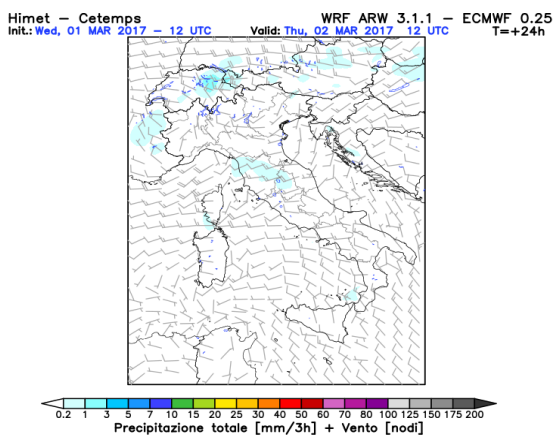 Himet – Cetemps WRF ARW 3.1.1 – ECMWF 0.25
Init.: Wed, 01 MAR 2017 – 12 UTC Valid: Thu, 02 MAR 2017 12 UTC T=+24h
0.2 1 3 5 7 10 15 20 25 30 40 50 60 70 80 100 125 150 175 200
Precipitazione totale [mm/3h] + Vento [nodi]